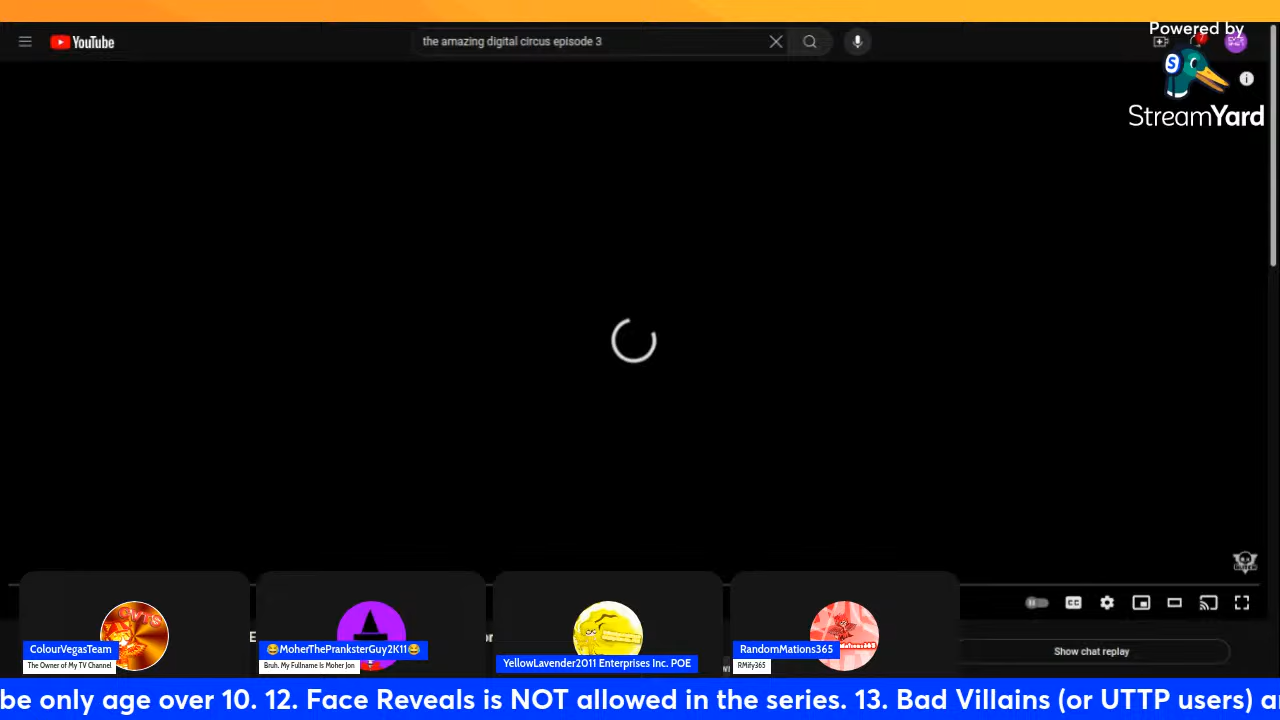 Powered by
YouTube
the amazing digital circus episode 3
StreamYard
ColourVegasTeam
The Owner of My TV Channel
😂MoherThePranksterGuy2K11😂
Bruh. My Fullname Is Moher Jon
YellowLavender2011 Enterprises Inc. POE
RandomMations365
RMify365
Show chat replay
be only age over 10. 12. Face Reveals is NOT allowed in the series. 13. Bad Villains (or UTTP users)